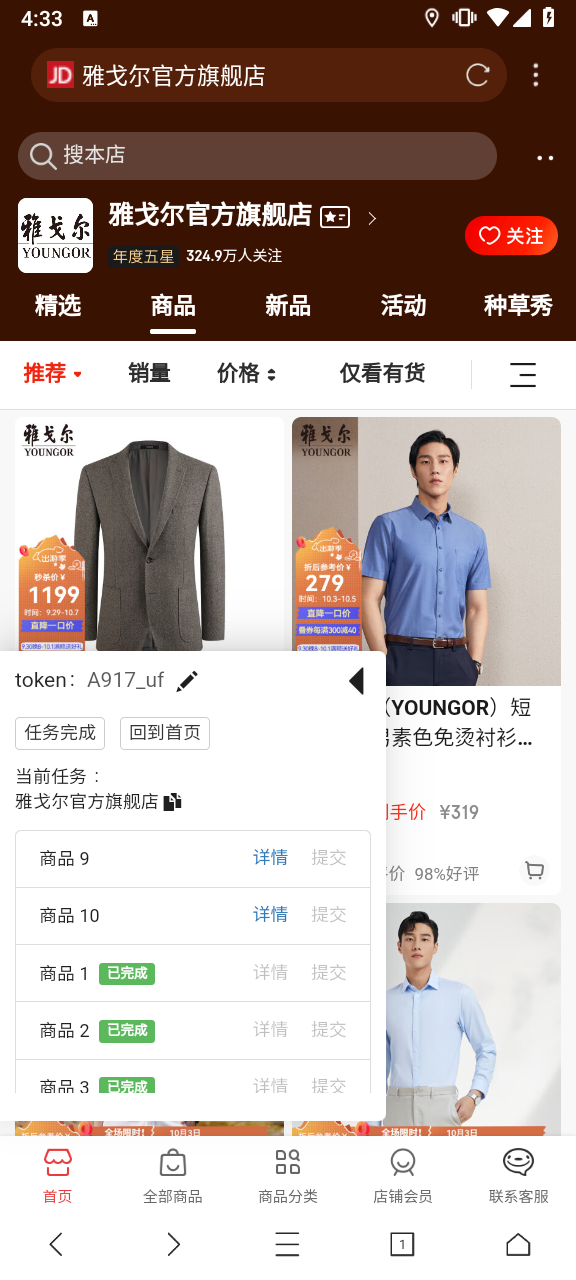 4:33
A
JD 雅戈尔官方旗舰店
搜本店
雅戈尔
YOUNGOR
雅戈尔官方旗舰店
年度五星 324.9万人关注
关注
精选 商品 新品 活动 种草秀
推荐 销量 价格 仅看有货
雅戈尔
YOUNGOR
出游季
秒杀价¥
1199
时间：9.29-10.7
直降一口价
雅戈尔
YOUNGOR
出游季
折后参考价¥
279
时间：10.3-10.5
直降一口价
叠券每满300减40
（YOUNGOR）短
男素色免烫衬衫...
到手价 ¥319
98%好评
token： A917_uf
任务完成 回到首页
当前任务：
雅戈尔官方旗舰店
商品 9 详情 提交
商品 10 详情 提交
商品 1 已完成 详情 提交
商品 2 已完成 详情 提交
商品 3 已完成 详情 提交
全场限时！ 10月3日
全场限时！ 10月3日
首页 全部商品 商品分类 店铺会员 联系客服
1